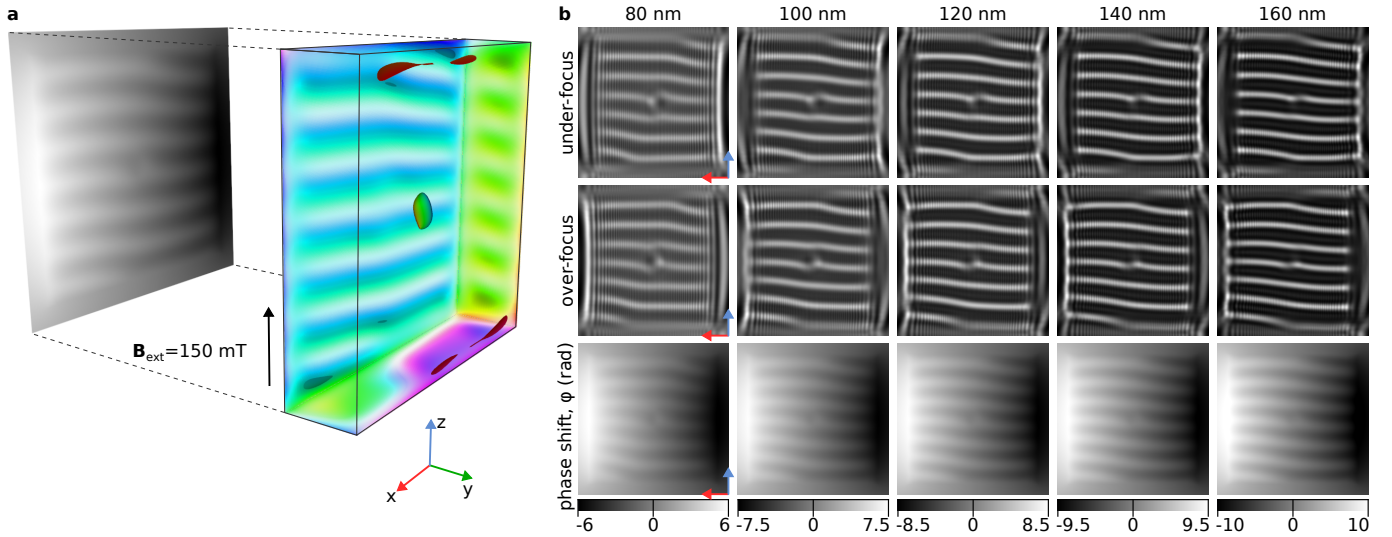 a
B_ext=150 mT
z
x
y
b
80 nm 100 nm 120 nm 140 nm 160 nm
under-focus
over-focus
phase shift, φ (rad)
-6 0 6 -7.5 0 7.5 -8.5 0 8.5 -9.5 0 9.5 -10 0 10